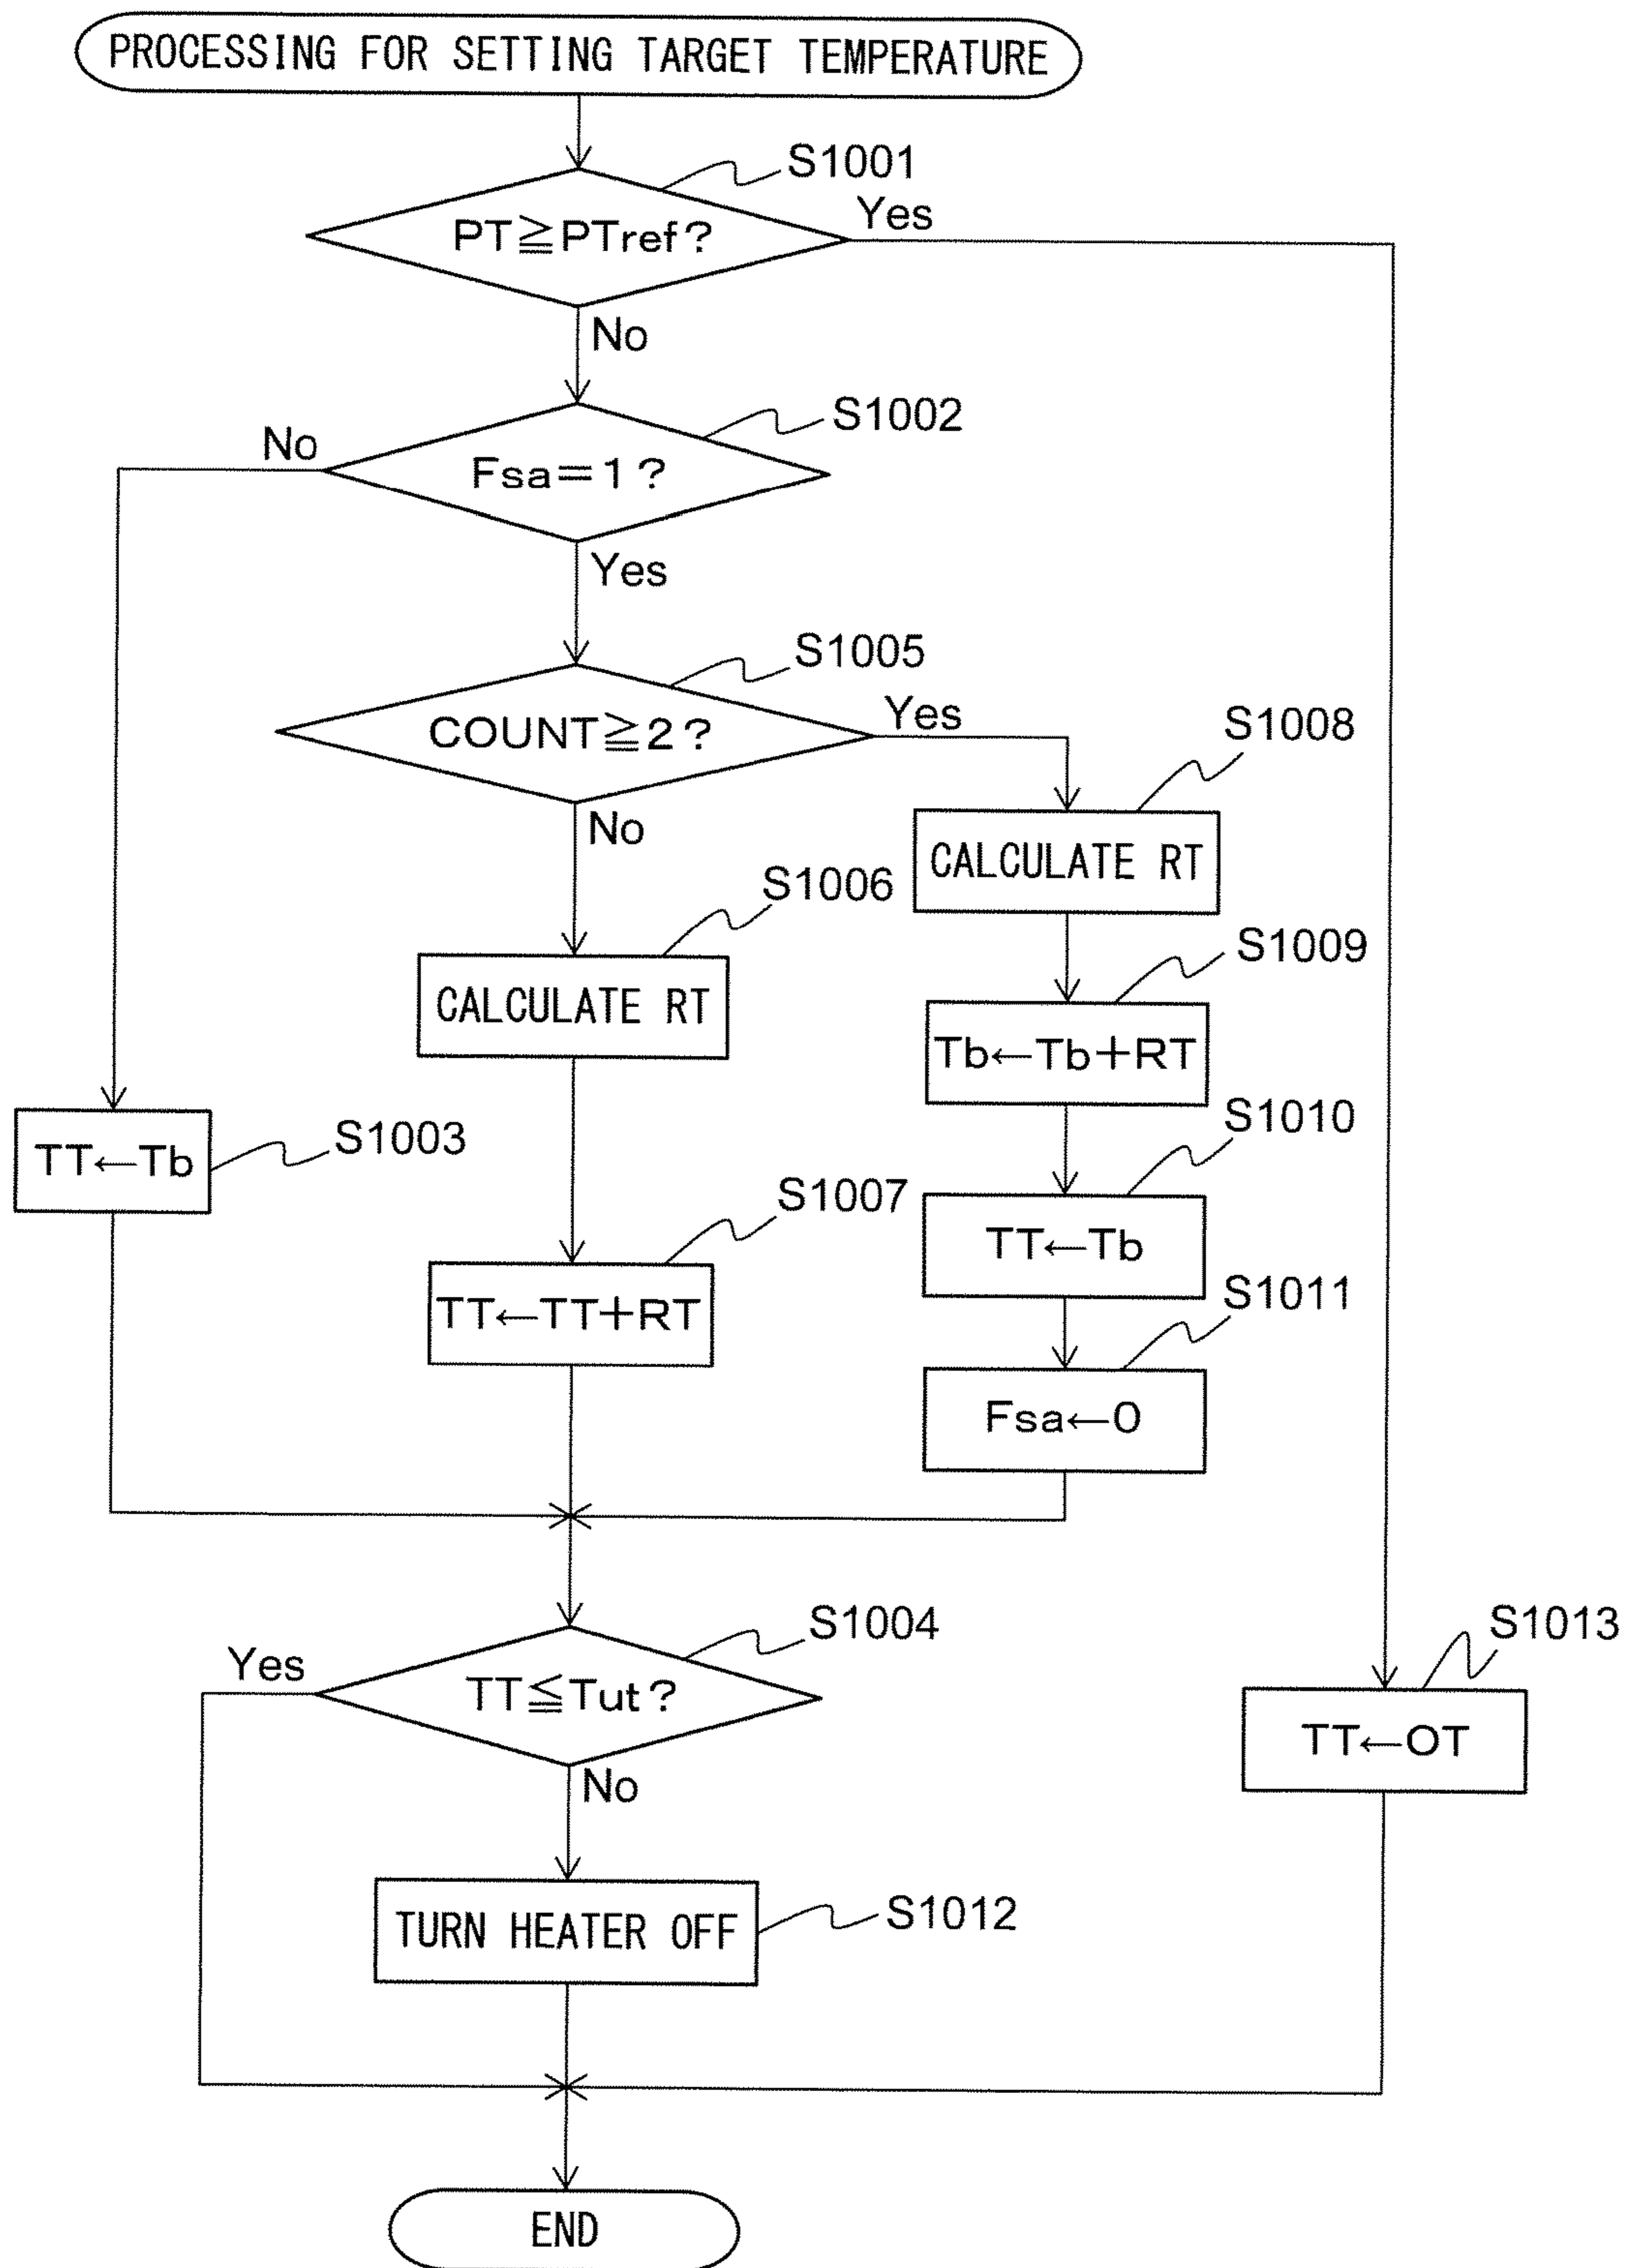 PROCESSING FOR SETTING TARGET TEMPERATURE
S1001
PT≧PTref?
Yes
No
S1002
No
Fsa=1?
Yes
S1005
COUNT≧2?
Yes
No
S1008
CALCULATE RT
S1006
CALCULATE RT
S1009
Tb←Tb+RT
S1003
TT←Tb
S1010
TT←Tb
S1007
TT←TT+RT
S1011
Fsa←0
S1004
Yes
TT≦Tut?
No
S1013
TT←OT
S1012
TURN HEATER OFF
END